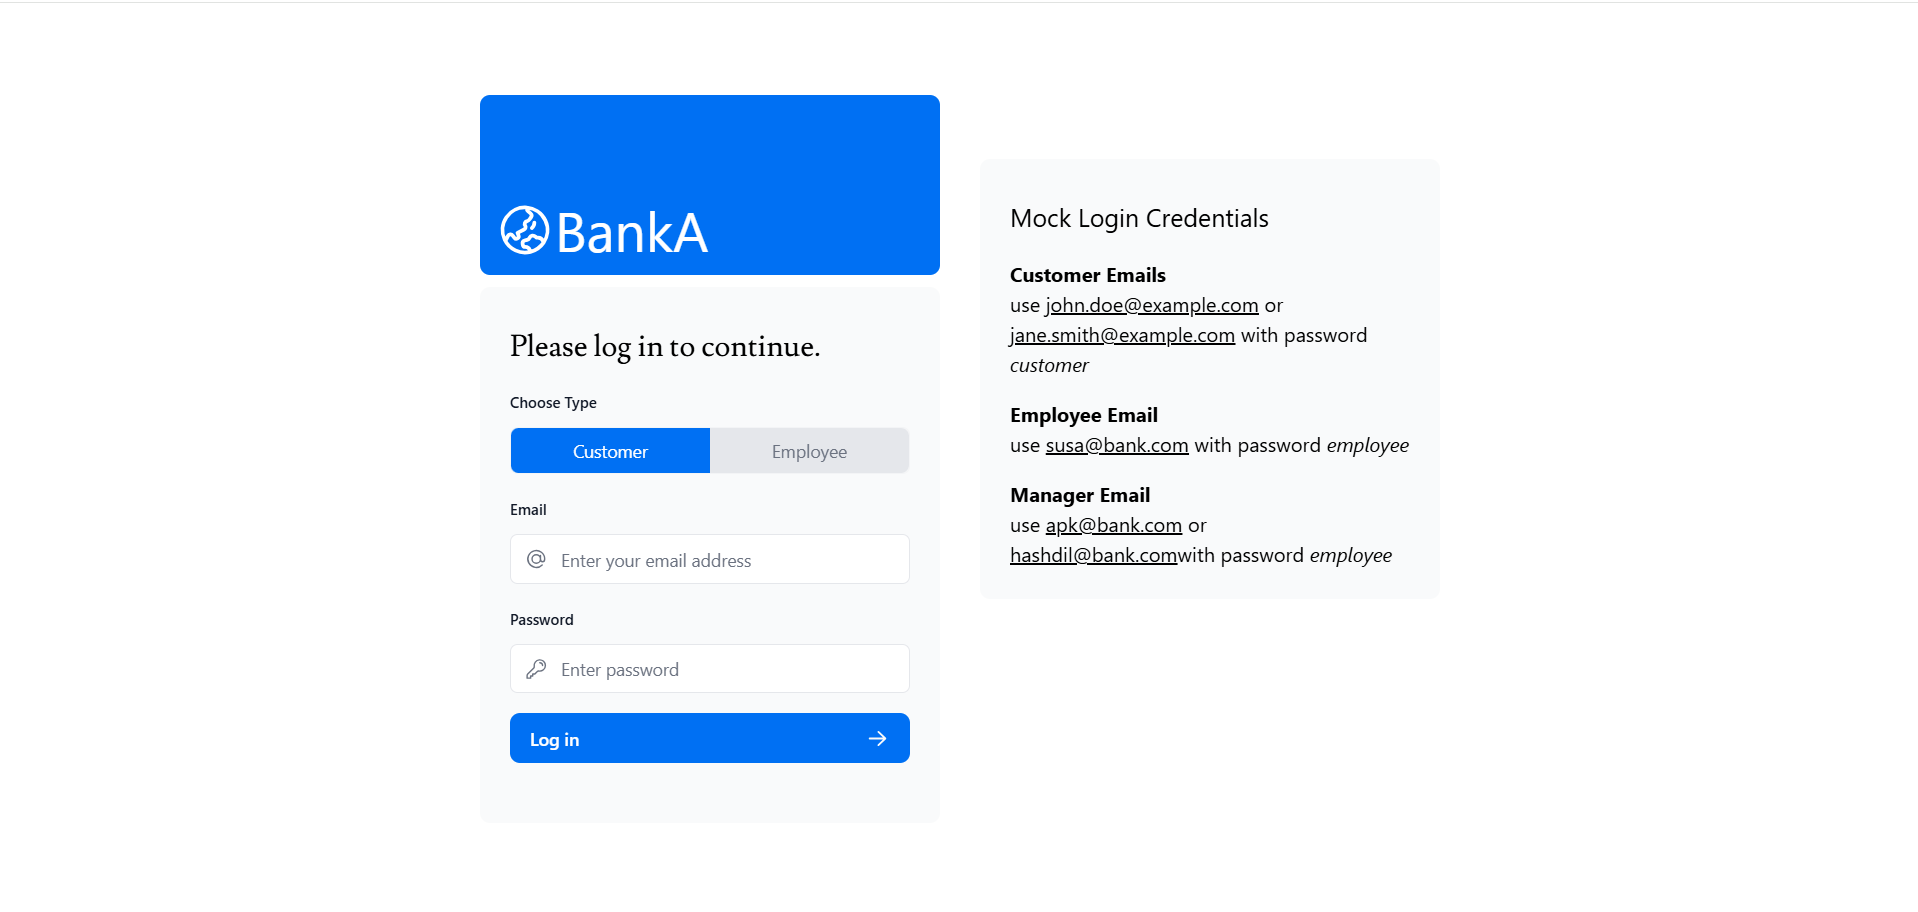 BankA
Please log in to continue.
Choose Type
Customer
Employee
Email
Enter your email address
Password
Enter password
Log in
Mock Login Credentials
Customer Emails
use john.doe@example.com or
jane.smith@example.com with password
customer
Employee Email
use susa@bank.com with password employee
Manager Email
use apk@bank.com or
hashdil@bank.comwith password employee